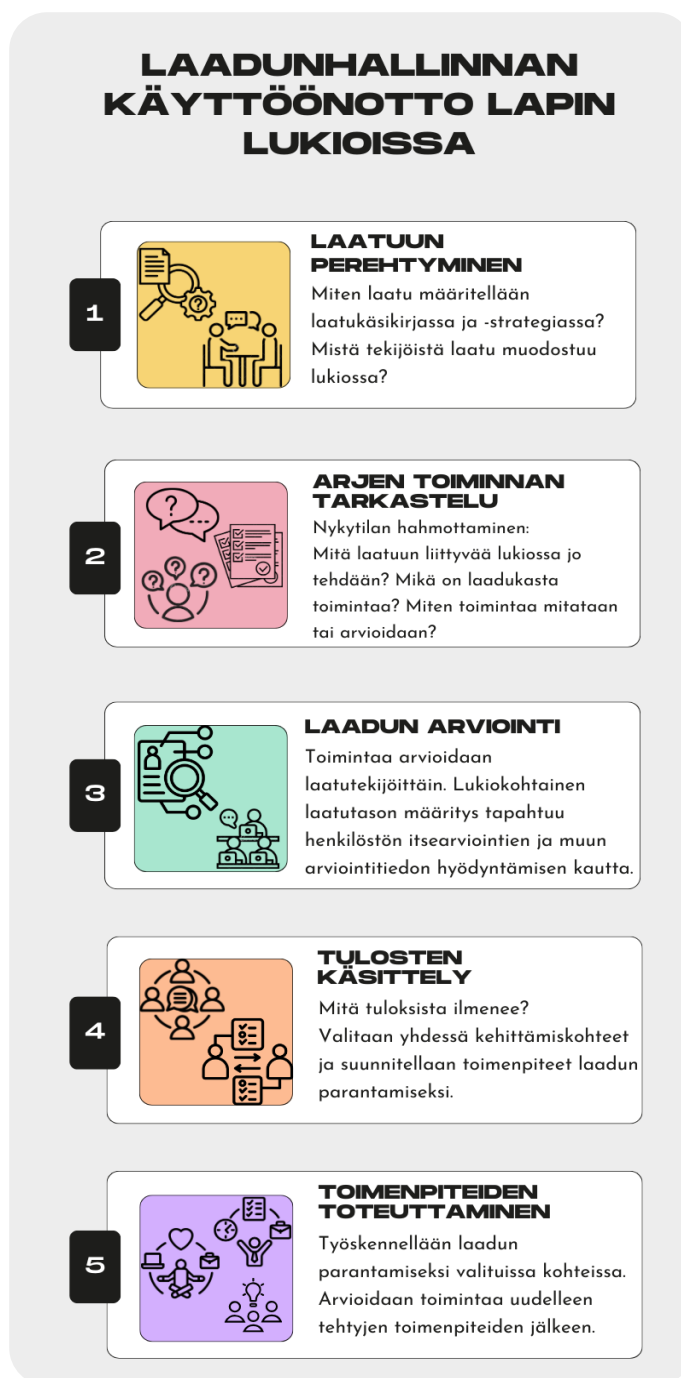 LAADUNHALLINNAN
KÄYTTÖÖNOTTO LAPIN
LUKIOISSA
1
LAATUUN
PEREHTYMINEN
Miten laatu määritellään
laatukäsikirjassa ja -strategiassa?
Mistä tekijöistä laatu muodostuu
lukiossa?
2
ARJEN TOIMINNAN
TARKASTELU
Nykytilan hahmottaminen:
Mitä laatuun liittyvää lukiossa jo
tehdään? Mikä on laadukasta
toimintaa? Miten toimintaa mitataan
tai arvioidaan?
3
LAADUN ARVIOINTI
Toimintaa arvioidaan
laatutekijöittäin. Lukiokohtainen
laatutason määritys tapahtuu
henkilöstön itsearviointien ja muun
arviointitiedon hyödyntämisen kautta.
4
TULOSTEN
KÄSITTELY
Mitä tuloksista ilmenee?
Valitaan yhdessä kehittämiskohteet
ja suunnitellaan toimenpiteet laadun
parantamiseksi.
5
TOIMENPITEIDEN
TOTEUTTAMINEN
Työskennellään laadun
parantamiseksi valituissa kohteissa.
Arvioidaan toimintaa uudelleen
tehtyjen toimenpiteiden jälkeen.